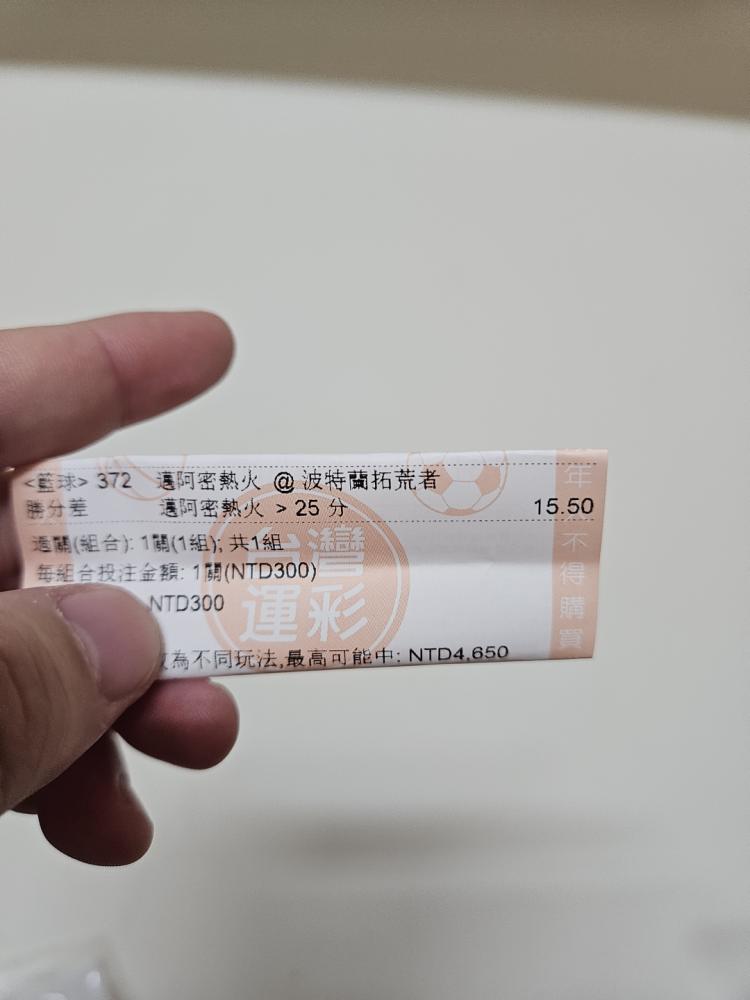 <籃球> 372 邁阿密熱火 @ 波特蘭拓荒者
勝分差 邁阿密熱火 > 25 分 15.50
過關(組合): 1關(1組); 共1組
每組合投注金額: 1關(NTD300)
NTD300
為不同玩法,最高可能中: NTD4,650
台灣
運彩
年
不得購買